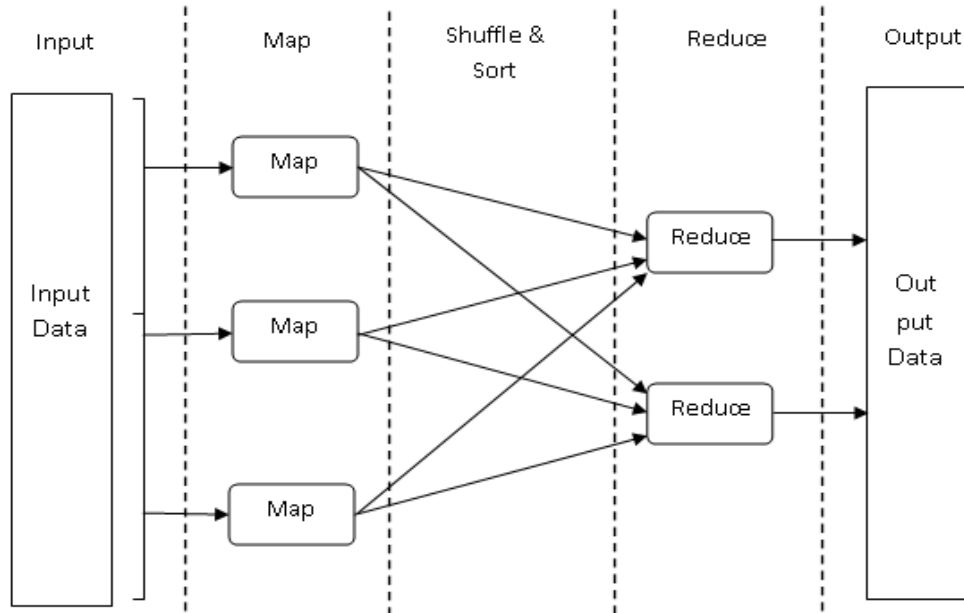 Input
Map
Shuffle &
Sort
Reduce
Output
Input
Data
Map
Map
Map
Reduce
Reduce
Out
put
Data